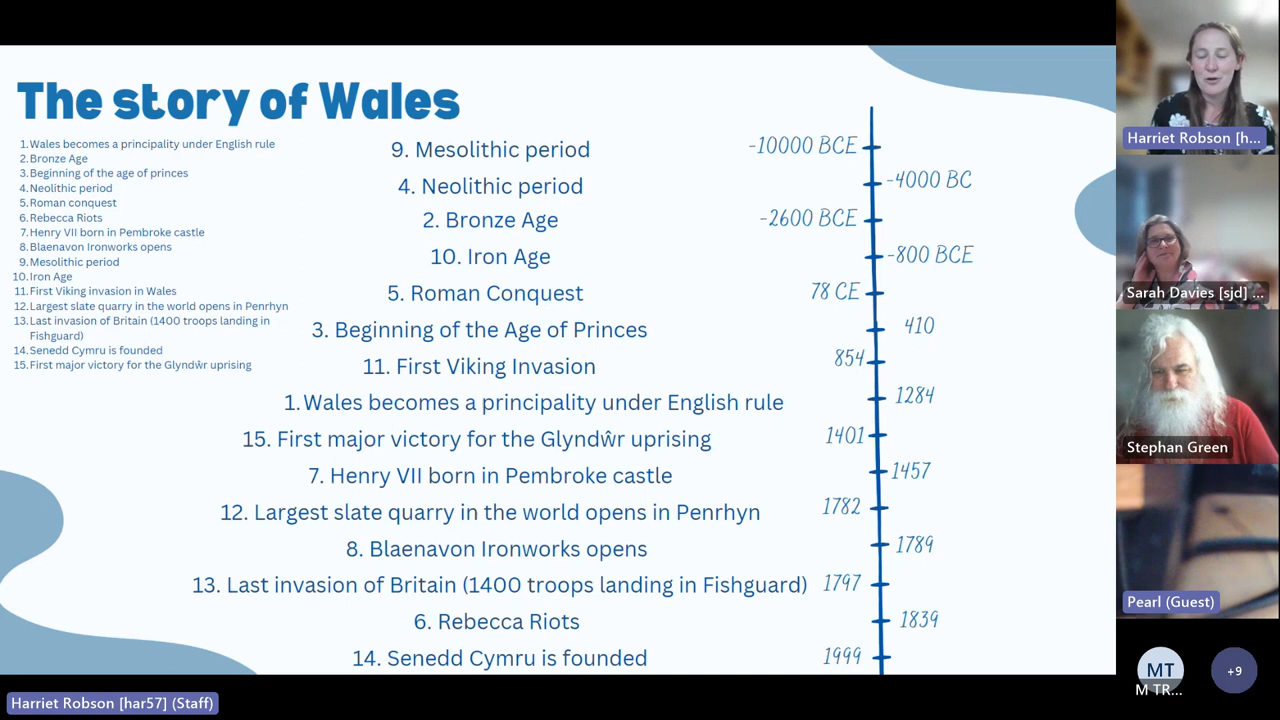 The story of Wales
1. Wales becomes a principality under English rule
2. Bronze Age
3. Beginning of the age of princes
4. Neolithic period
5. Roman conquest
6. Rebecca Riots
7. Henry VII born in Pembroke castle
8. Blaenavon Ironworks opens
9. Mesolithic period
10. Iron Age
11. First Viking invasion in Wales
12. Largest slate quarry in the world opens in Penrhyn
13. Last invasion of Britain (1400 troops landing in
Fishguard)
14. Senedd Cymru is founded
15. First major victory for the Glyndŵr uprising
9. Mesolithic period
-10000 BCE
4. Neolithic period
-4000 BC
2. Bronze Age
-2600 BCE
10. Iron Age
-800 BCE
5. Roman Conquest
78 CE
3. Beginning of the Age of Princes
410
11. First Viking Invasion
854
1. Wales becomes a principality under English rule
1284
15. First major victory for the Glyndŵr uprising
1401
7. Henry VII born in Pembroke castle
1457
12. Largest slate quarry in the world opens in Penrhyn
1782
8. Blaenavon Ironworks opens
1789
13. Last invasion of Britain (1400 troops landing in Fishguard)
1797
6. Rebecca Riots
1839
14. Senedd Cymru is founded
1999
Harriet Robson [har57] (Staff)
Harriet Robson [h...
Sarah Davies [sjd] ...
Stephan Green
Pearl (Guest)
MT
M TR...
+9